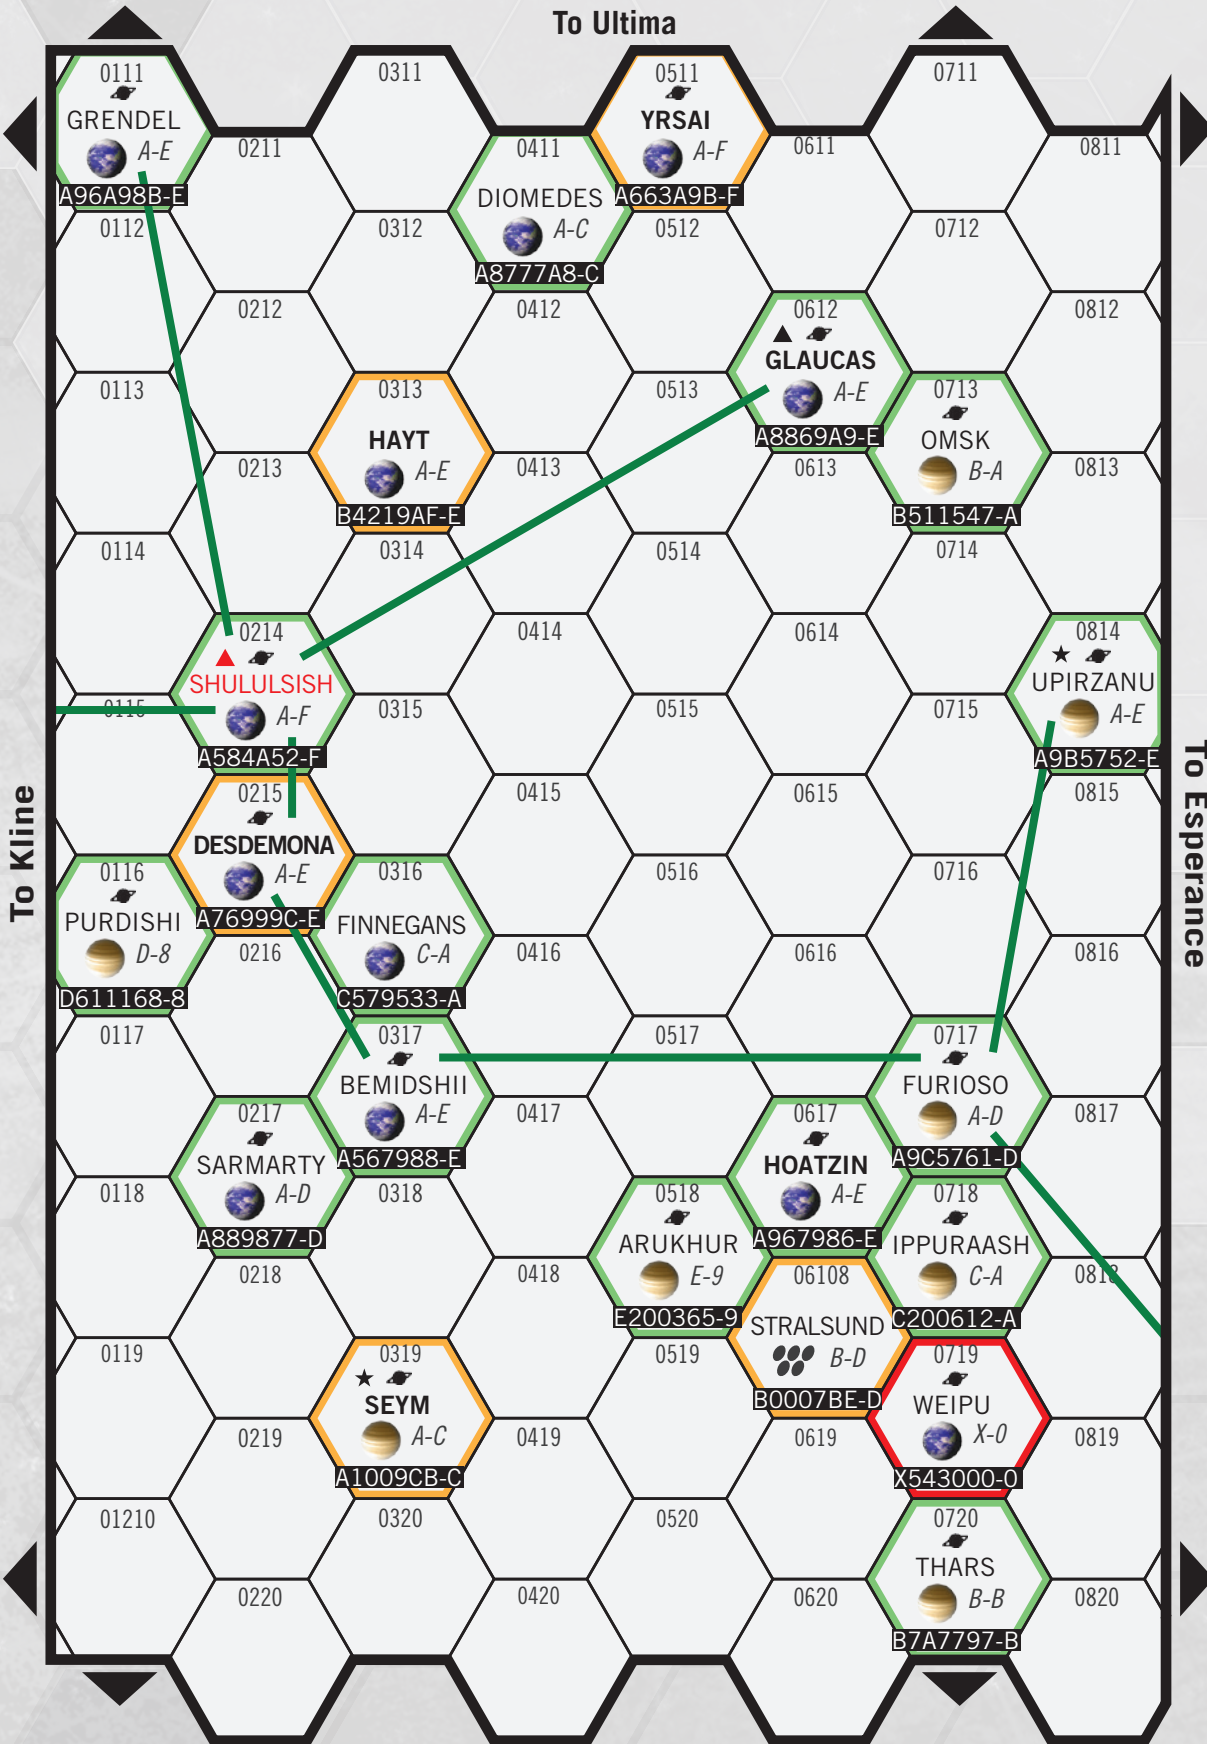 To Ultima
0111
GRENDEL
A-E
A96A98B-E
0211
0311
0411
DIOMEDES
A-C
A8777A8-C
0511
YRSAI
A-F
A663A9B-F
0611
0711
0811
0112
0212
0312
0412
0512
0612
GLAUCAS
A-E
A8869A9-E
0712
0812
0113
0213
0313
HAYT
A-E
B4219AF-E
0413
0513
0613
0713
OMSK
B-A
B511547-A
0813
0114
0214
SHULULSISH
A-F
A584A52-F
0314
0414
0514
0614
0714
0814
UPIRZANU
A-E
A9B5752-E
0115
0215
DESDEMONA
A-E
A76999C-E
0315
0415
0515
0615
0715
0815
To Kline
To Esperance
0116
PURDISHI
D-8
D611168-8
0216
0316
FINNEGANS
C-A
C579533-A
0416
0516
0616
0716
0816
0117
0217
SARMARTY
A-D
A889877-D
0317
BEMIDSHII
A-E
A567988-E
0417
0517
0617
HOATZIN
A-E
A967986-E
0717
FURIOSO
A-D
A9C5761-D
0817
0118
0218
0318
0418
0518
ARUKHUR
E-9
E200365-9
06108
STRALSUND
B-D
B0007BE-D
0718
IPPURAASH
C-A
C200612-A
0818
0119
0219
0319
SEYM
A-C
A1009CB-C
0419
0519
0619
0719
WEIPU
X-0
X543000-0
0819
01210
0220
0320
0420
0520
0620
0720
THARS
B-B
B7A7797-B
0820